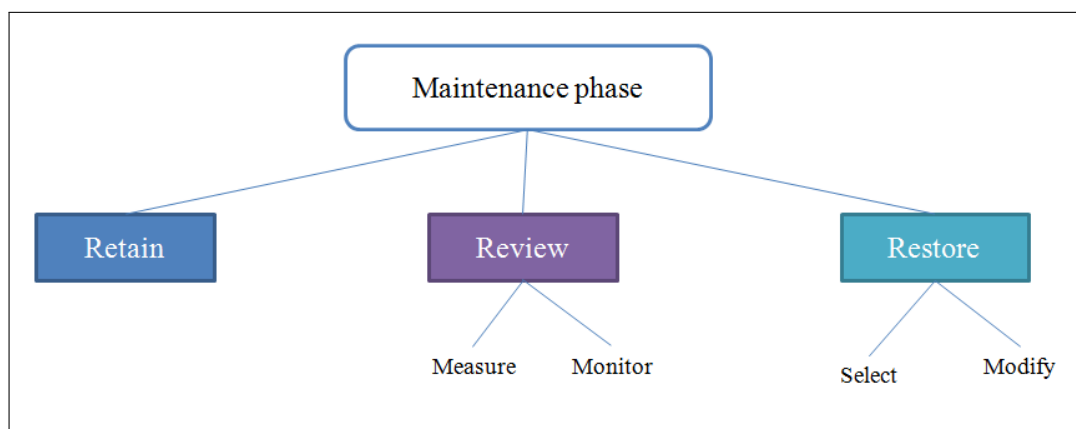 Maintenance phase
Retain
Review
Restore
Measure
Monitor
Select
Modify